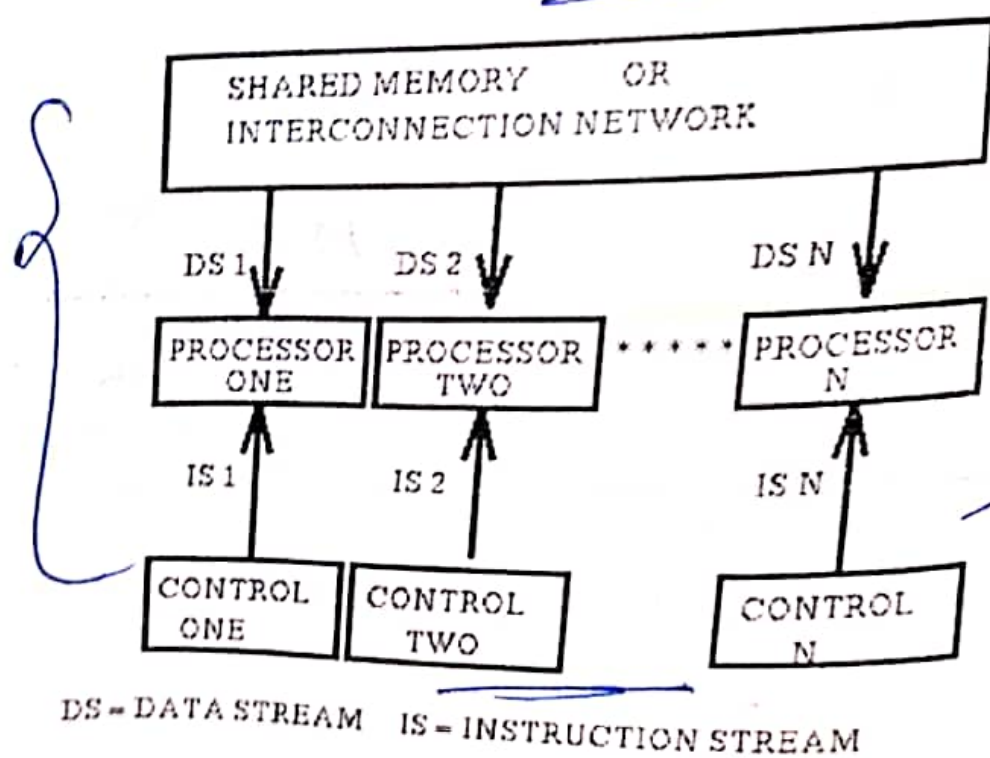 SHARED MEMORY OR
INTERCONNECTION NETWORK
DS 1 DS 2 DS N
PROCESSOR PROCESSOR * * * * * PROCESSOR
ONE TWO N
IS 1 IS 2 IS N
CONTROL CONTROL CONTROL
ONE TWO N
DS = DATA STREAM IS = INSTRUCTION STREAM